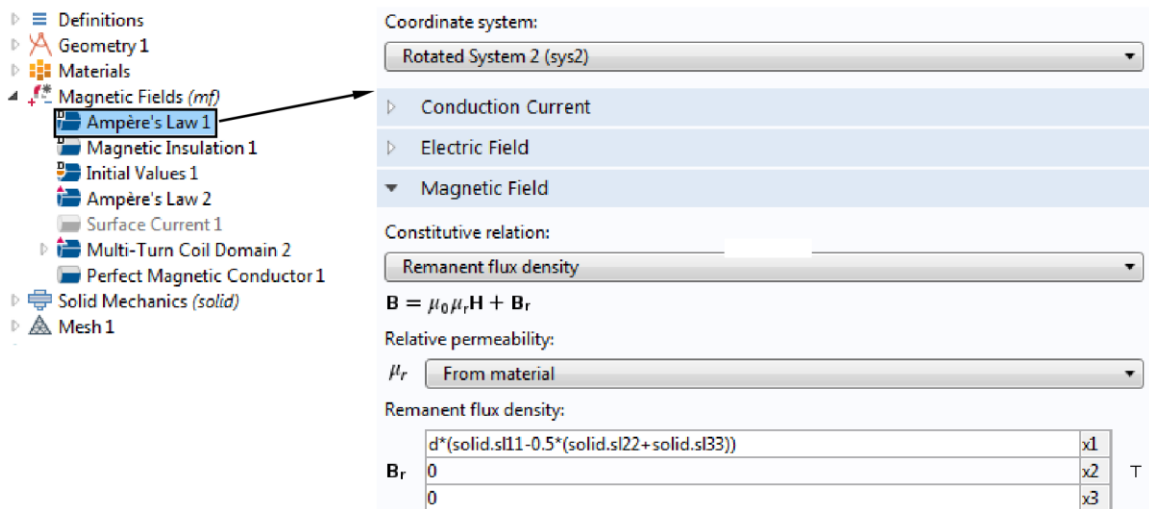 Definitions
Geometry 1
Materials
Magnetic Fields (mf)
Ampère's Law 1
Magnetic Insulation 1
Initial Values 1
Ampère's Law 2
Surface Current 1
Multi-Turn Coil Domain 2
Perfect Magnetic Conductor 1
Solid Mechanics (solid)
Mesh 1
Coordinate system:
Rotated System 2 (sys2)
Conduction Current
Electric Field
Magnetic Field
Constitutive relation:
Remanent flux density
B = μ₀μᵣH + Bᵣ
Relative permeability:
μᵣ From material
Remanent flux density:
d*(solid.sl11-0.5*(solid.sl22+solid.sl33)) x1
Bᵣ 0 x2 T
0 x3